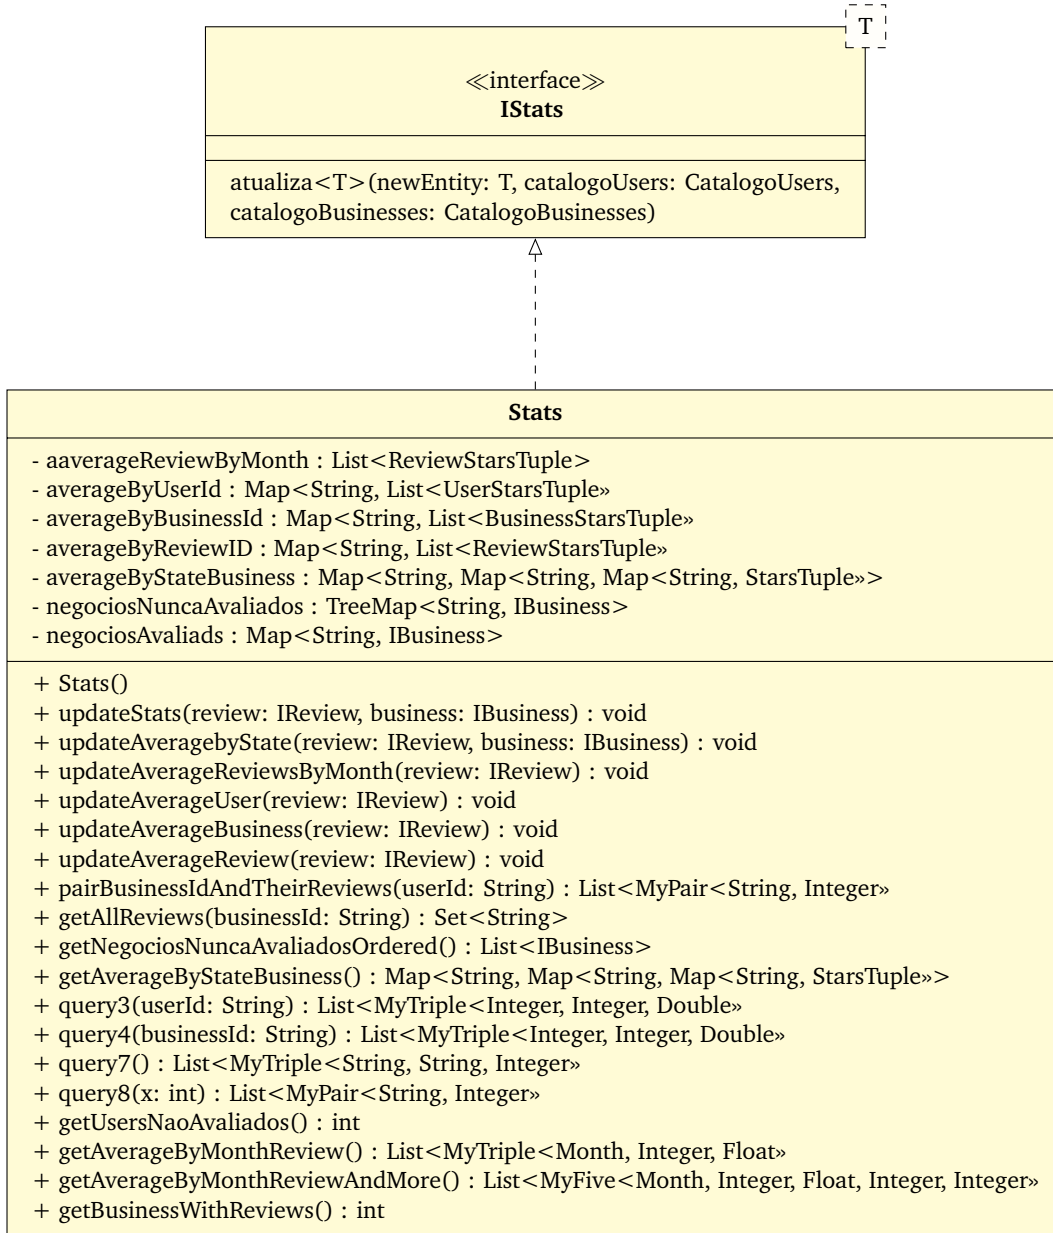 T
≪interface≫
IStats
atualiza<T>(newEntity: T, catalogoUsers: CatalogoUsers,
catalogoBusinesses: CatalogoBusinesses)
Stats
- aaverageReviewByMonth : List<ReviewStarsTuple>
- averageByUserId : Map<String, List<UserStarsTuple»
- averageByBusinessId : Map<String, List<BusinessStarsTuple»
- averageByReviewID : Map<String, List<ReviewStarsTuple»
- averageByStateBusiness : Map<String, Map<String, Map<String, StarsTuple»>
- negociosNuncaAvaliados : TreeMap<String, IBusiness>
- negociosAvaliads : Map<String, IBusiness>
+ Stats()
+ updateStats(review: IReview, business: IBusiness) : void
+ updateAveragebyState(review: IReview, business: IBusiness) : void
+ updateAverageReviewsByMonth(review: IReview) : void
+ updateAverageUser(review: IReview) : void
+ updateAverageBusiness(review: IReview) : void
+ updateAverageReview(review: IReview) : void
+ pairBusinessIdAndTheirReviews(userId: String) : List<MyPair<String, Integer»
+ getAllReviews(businessId: String) : Set<String>
+ getNegociosNuncaAvaliadosOrdered() : List<IBusiness>
+ getAverageByStateBusiness() : Map<String, Map<String, Map<String, StarsTuple»>
+ query3(userId: String) : List<MyTriple<Integer, Integer, Double»
+ query4(businessId: String) : List<MyTriple<Integer, Integer, Double»
+ query7() : List<MyTriple<String, String, Integer»
+ query8(x: int) : List<MyPair<String, Integer»
+ getUsersNaoAvaliados() : int
+ getAverageByMonthReview() : List<MyTriple<Month, Integer, Float»
+ getAverageByMonthReviewAndMore() : List<MyFive<Month, Integer, Float, Integer, Integer»
+ getBusinessWithReviews() : int